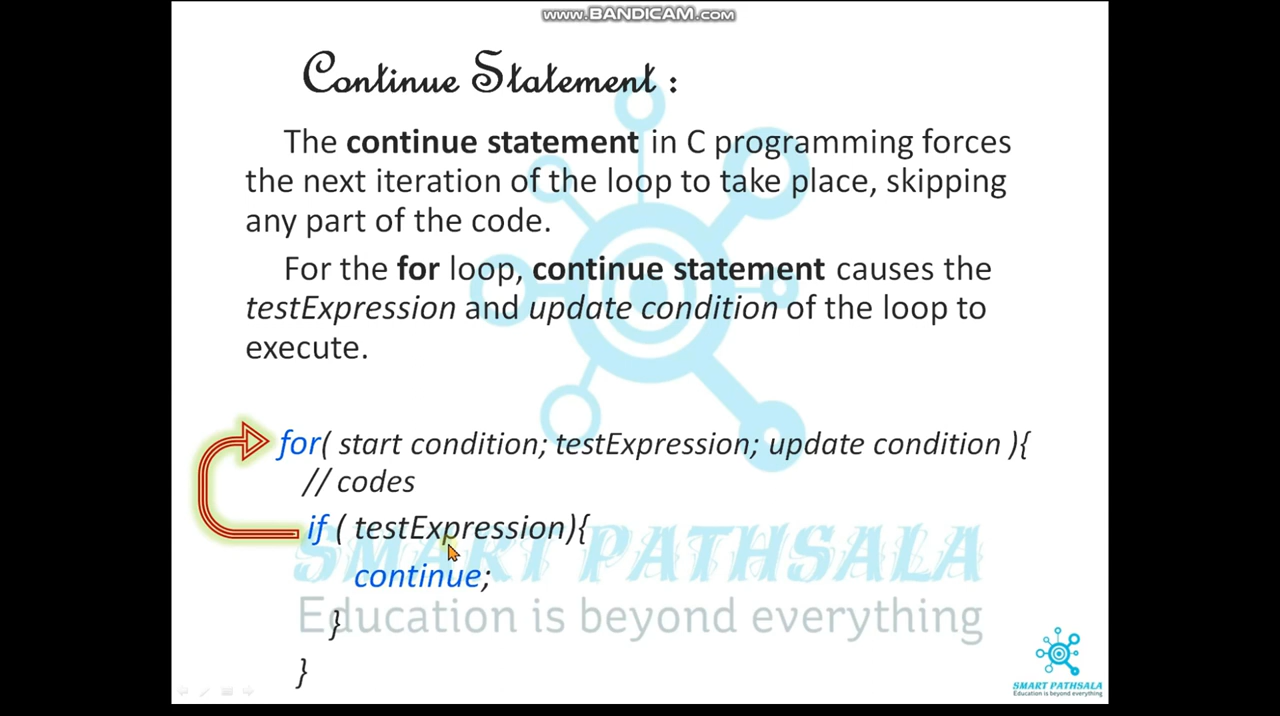 www.BANDICAM.com
Continue Statement :
The continue statement in C programming forces
the next iteration of the loop to take place, skipping
any part of the code.
For the for loop, continue statement causes the
testExpression and update condition of the loop to
execute.
for( start condition; testExpression; update condition ){
// codes
if ( testExpression){
SMART PATHSALA
continue;
Education is beyond everything
}
}
SMART PATHSALA
Education is beyond everything